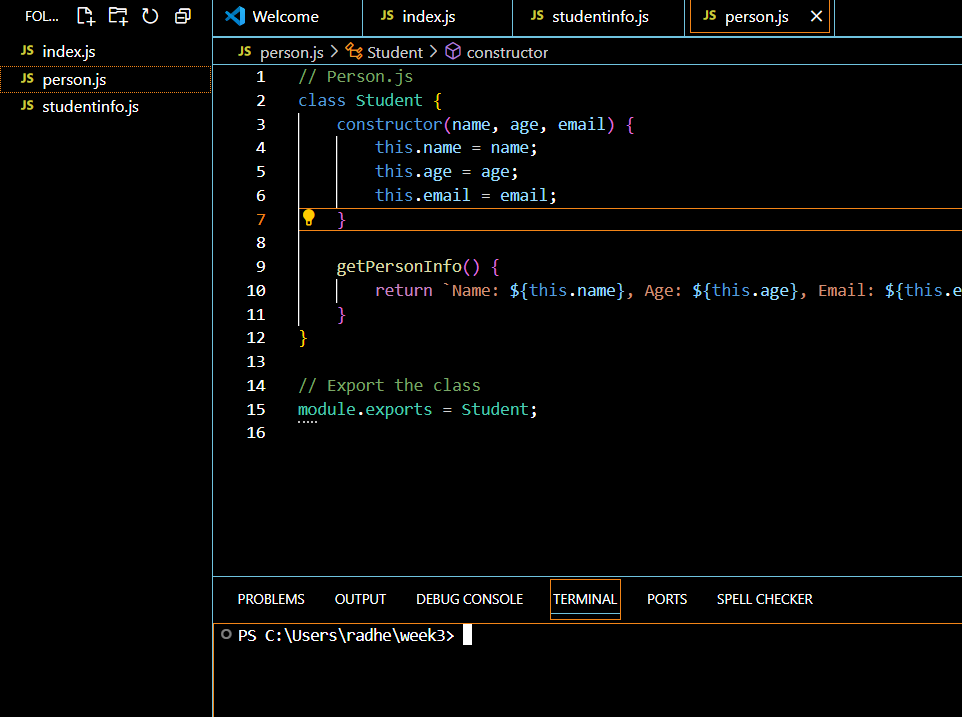 FOL...
JS index.js
JS person.js
JS studentinfo.js
Welcome
JS index.js
JS studentinfo.js
JS person.js
JS person.js > Student > constructor
1 // Person.js
2 class Student {
3 constructor(name, age, email) {
4 this.name = name;
5 this.age = age;
6 this.email = email;
7 }
8
9 getPersonInfo() {
10 return `Name: ${this.name}, Age: ${this.age}, Email: ${this.e
11 }
12 }
13
14 // Export the class
15 module.exports = Student;
16
PROBLEMS OUTPUT DEBUG CONSOLE TERMINAL PORTS SPELL CHECKER
PS C:\Users\radhe\week3>